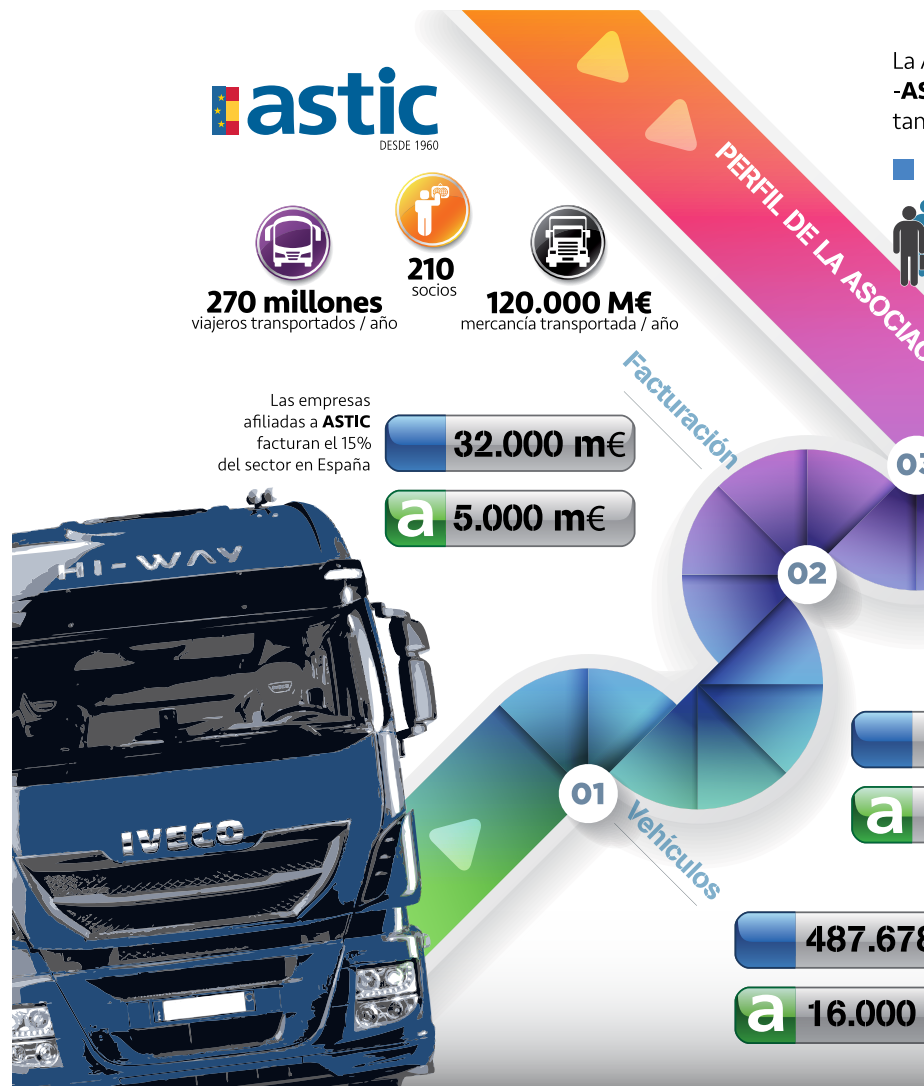 astic
DESDE 1960
La
-AS
tan
PERFIL DE LA ASOCIAC
270 millones
viajeros transportados / año
210
socios
120.000 M€
mercancía transportada / año
Facturación
Las empresas
afiliadas a ASTIC
facturan el 15%
del sector en España
32.000 m€
a 5.000 m€
03
02
HI-WAY
IVECO
01
Vehículos
a
487.678
a 16.000